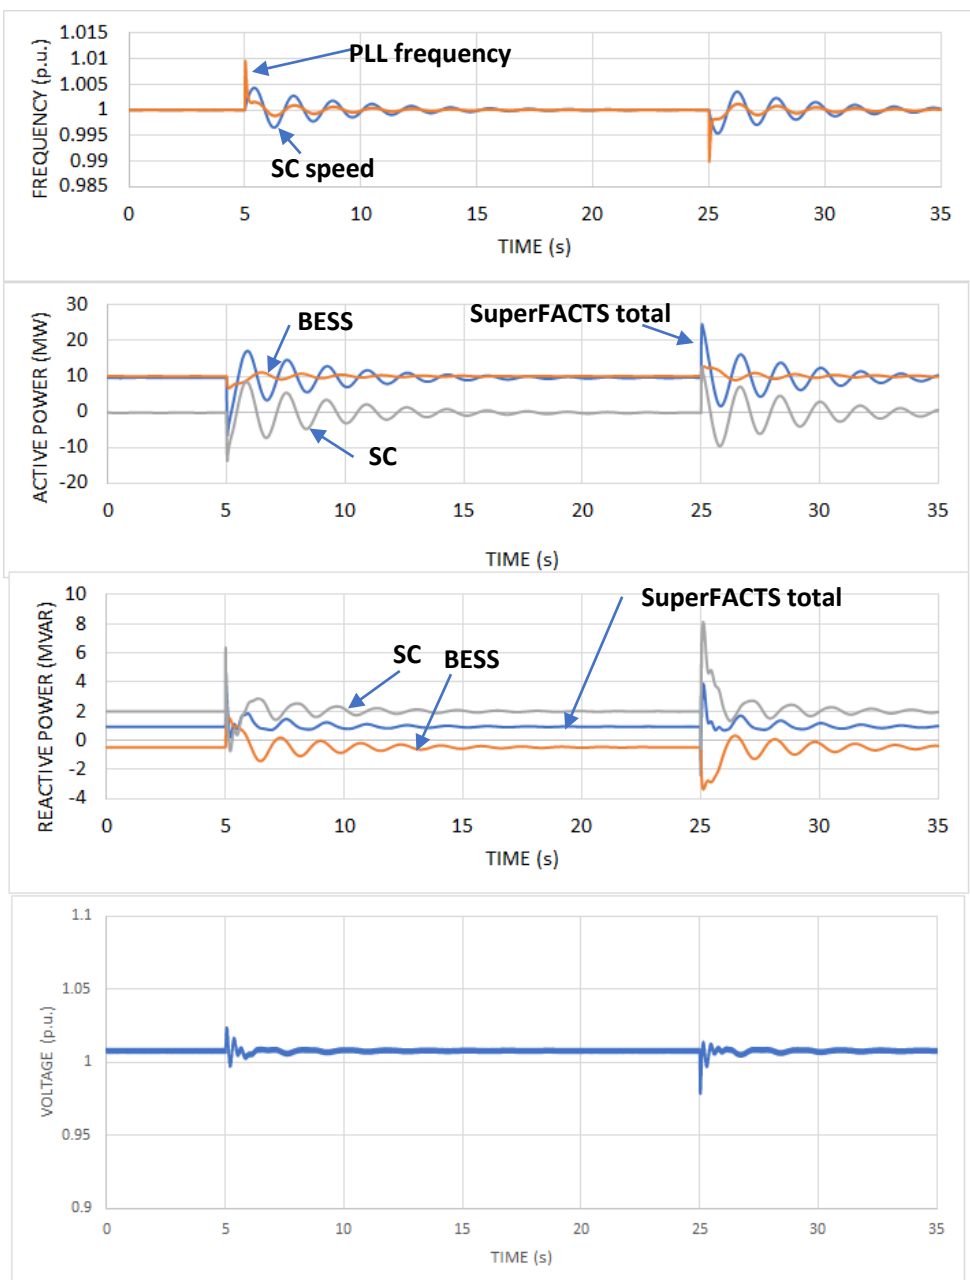 FREQUENCY (p.u.)
1.015
1.01
1.005
1
0.995
0.99
0.985
PLL frequency
SC speed
0 5 10 15 20 25 30 35
TIME (s)
ACTIVE POWER (MW)
30
20
10
0
-10
-20
BESS
SuperFACTS total
SC
0 5 10 15 20 25 30 35
TIME (s)
REACTIVE POWER (MVAR)
10
8
6
4
2
0
-2
-4
SuperFACTS total
SC BESS
0 5 10 15 20 25 30 35
TIME (s)
VOLTAGE (p.u.)
1.1
1.05
1
0.95
0.9
0 5 10 15 20 25 30 35
TIME (s)